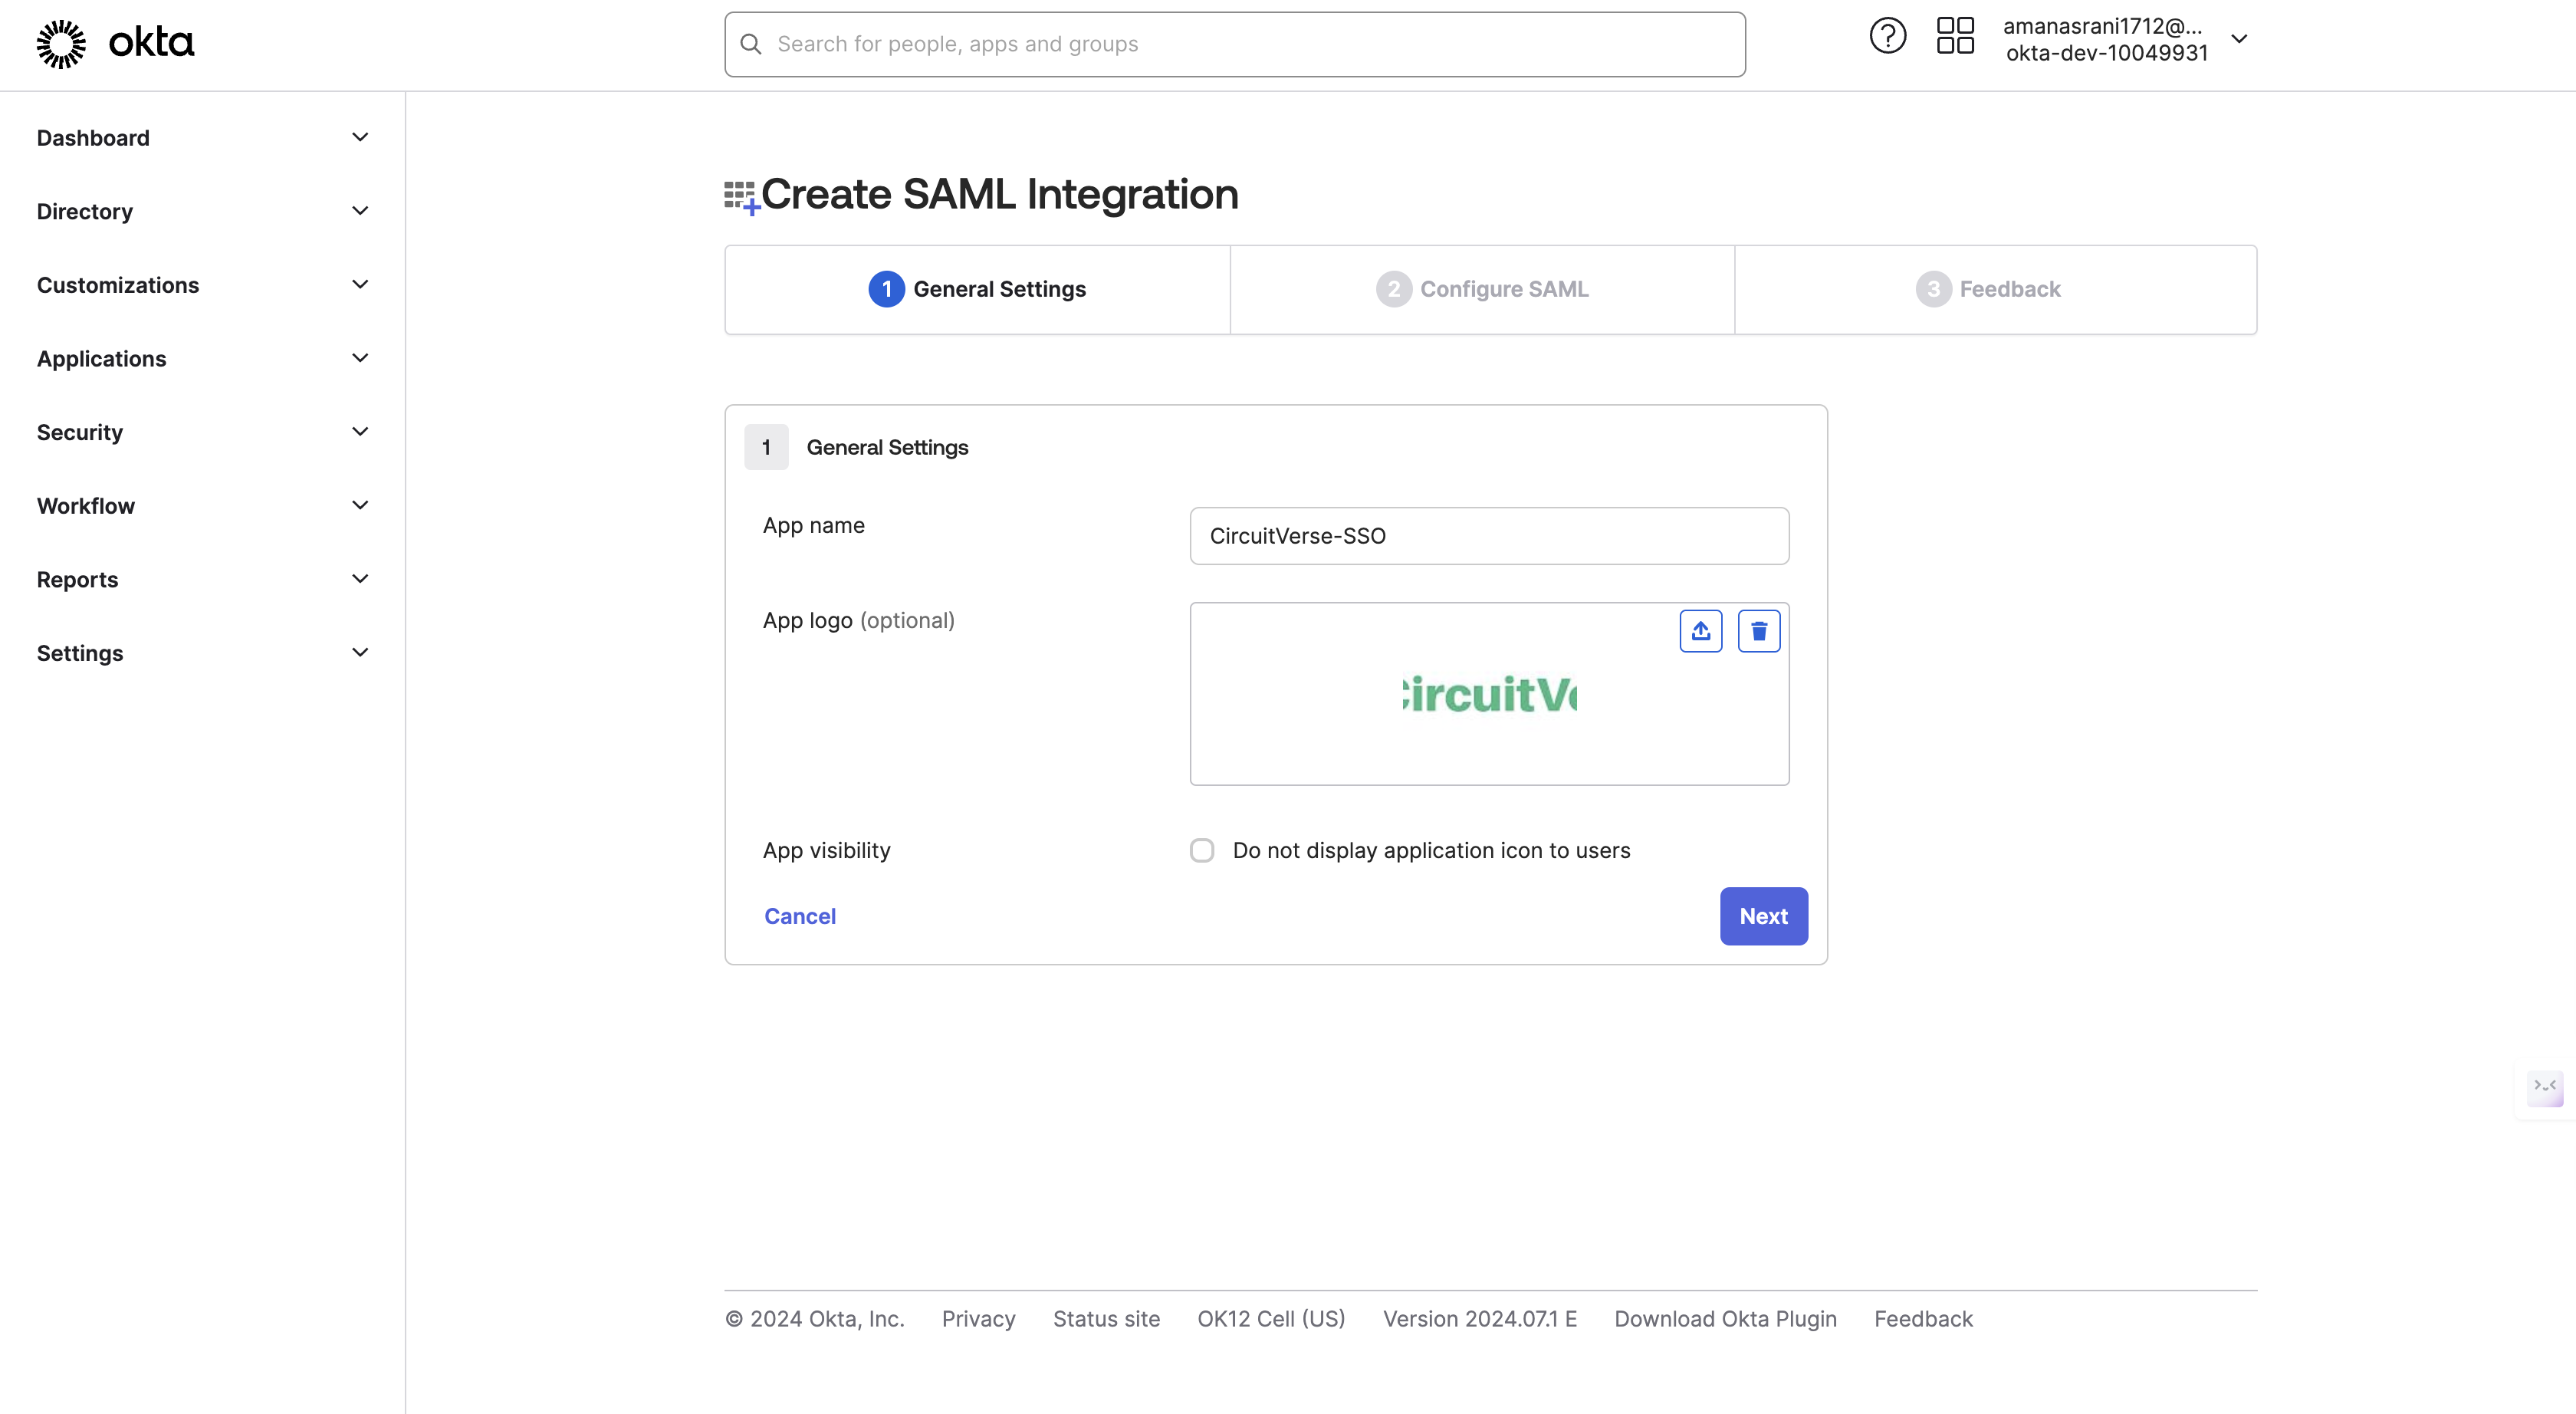 okta
Search for people, apps and groups
amanasrani1712@...
okta-dev-10049931
Dashboard
Directory
Customizations
Applications
Security
Workflow
Reports
Settings
Create SAML Integration
1 General Settings
2 Configure SAML
3 Feedback
1 General Settings
App name
CircuitVerse-SSO
App logo (optional)
CircuitVe
App visibility
Do not display application icon to users
Cancel
Next
© 2024 Okta, Inc. Privacy Status site OK12 Cell (US) Version 2024.07.1 E Download Okta Plugin Feedback